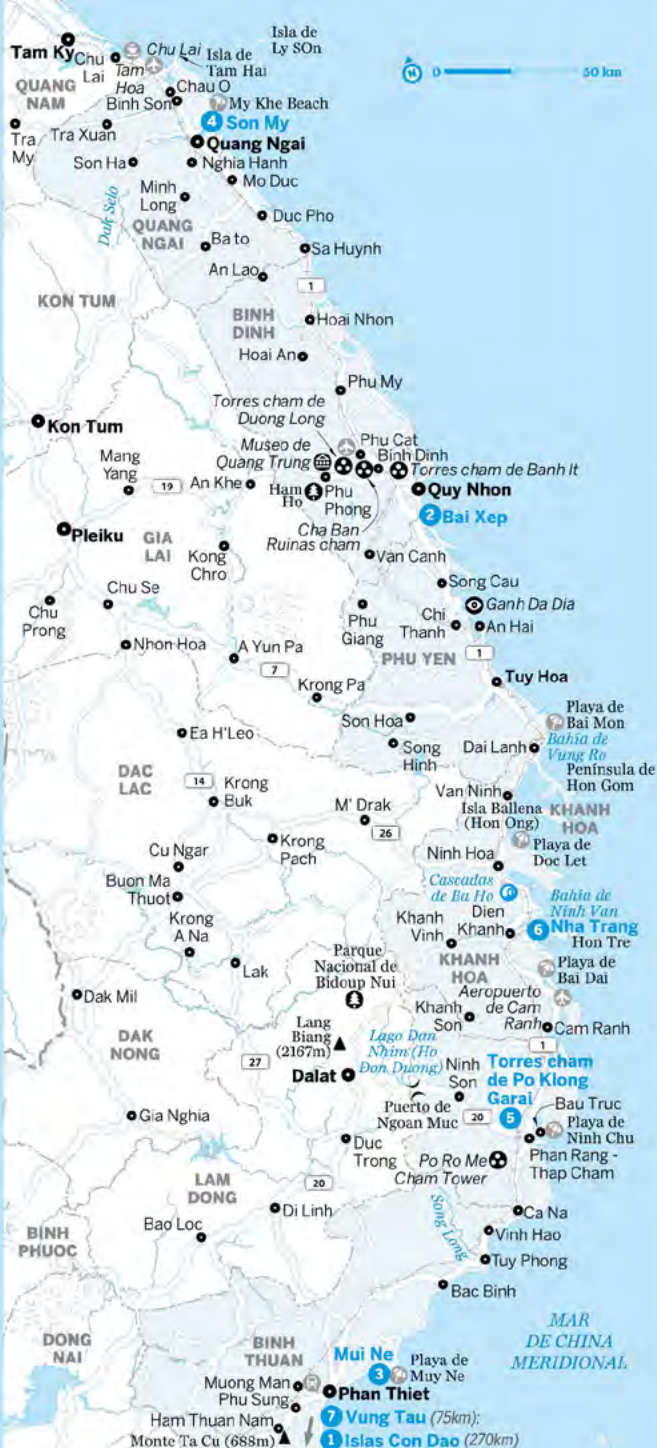 Isla de
Ly SOn
Tam Ky
Chu
Lai
Chu Lai
Isla de
Tam Hai
0
50 km
N
QUANG
NAM
Tam
Hoa
Chau O
Binh Son
My Khe Beach
4 Son My
Tra
My
Tra Xuan
Quang Ngai
Son Ha
Nghia Hanh
Mo Duc
Minh
Long
Dak Selo
QUANG
NGAI
Duc Pho
Ba to
Sa Huynh
An Lao
1
KON TUM
BINH
DINH
Hoai Nhon
Hoai An
Phu My
Torres cham de
Duong Long
Kon Tum
Museo de
Quang Trung
Phu Cat
Binh Dinh
Torres cham de Banh It
Mang
Yang
19
An Khe
Ham
Ho
Phu
Phong
Quy Nhon
2 Bai Xep
Pleiku
GIA
LAI
Kong
Chro
Cha Ban
Ruinas cham
Van Canh
Chu Se
Song Cau
Ganh Da Dia
Chu
Prong
Phu
Giang
Chi
Thanh
An Hai
Nhon Hoa
A Yun Pa
PHU YEN
1
7
Krong Pa
Tuy Hoa
Son Hoa
Playa de
Bai Mon
Ea H'Leo
Song
Hinh
Dai Lanh
Bahía de
Vung Ro
Península de
Hon Gom
DAC
LAC
14
Krong
Buk
Van Ninh
Isla Ballena
(Hon Ong)
KHANH
HOA
M' Drak
26
Krong
Pach
Playa de
Doc Let
Cu Ngar
Ninh Hoa
Buon Ma
Thuot
Cascadas
de Ba Ho
Bahía de
Ninh Van
Krong
A Na
Khanh
Vinh
Dien
Khanh
6 Nha Trang
Hon Tre
Lak
Parque
Nacional de
Bidoup Nui
KHANH
HOA
Playa de
Bai Dai
Dak Mil
Aeropuerto
de Cam
Ranh
Khanh
Son
Cam Ranh
DAK
NONG
Lang
Biang
(2167m)
Lago Dan
Nhim (Ho
Don Duong)
1
27
Dalat
Ninh
Son
Torres cham
de Po Klong
Garai
5
Gia Nghia
Puerto de
Ngoan Muc
20
Bau Truc
Playa de
Ninh Chu
Duc
Trong
Po Ro Me
Cham Tower
Phan Rang -
Thap Cham
LAM
DONG
20
Di Linh
Song Long
Ca Na
BINH
PHUOC
Bao Loc
Vinh Hao
Tuy Phong
Bac Binh
DONG
NAI
MAR
DE CHINA
MERIDIONAL
BINH
THUAN
Mui Ne
3
Playa de
Muy Ne
Muong Man
Phu Sung
Phan Thiet
Ham Thuan Nam
7 Vung Tau (75km);
Monte Ta Cu (688m)
1 Islas Con Dao (270km)